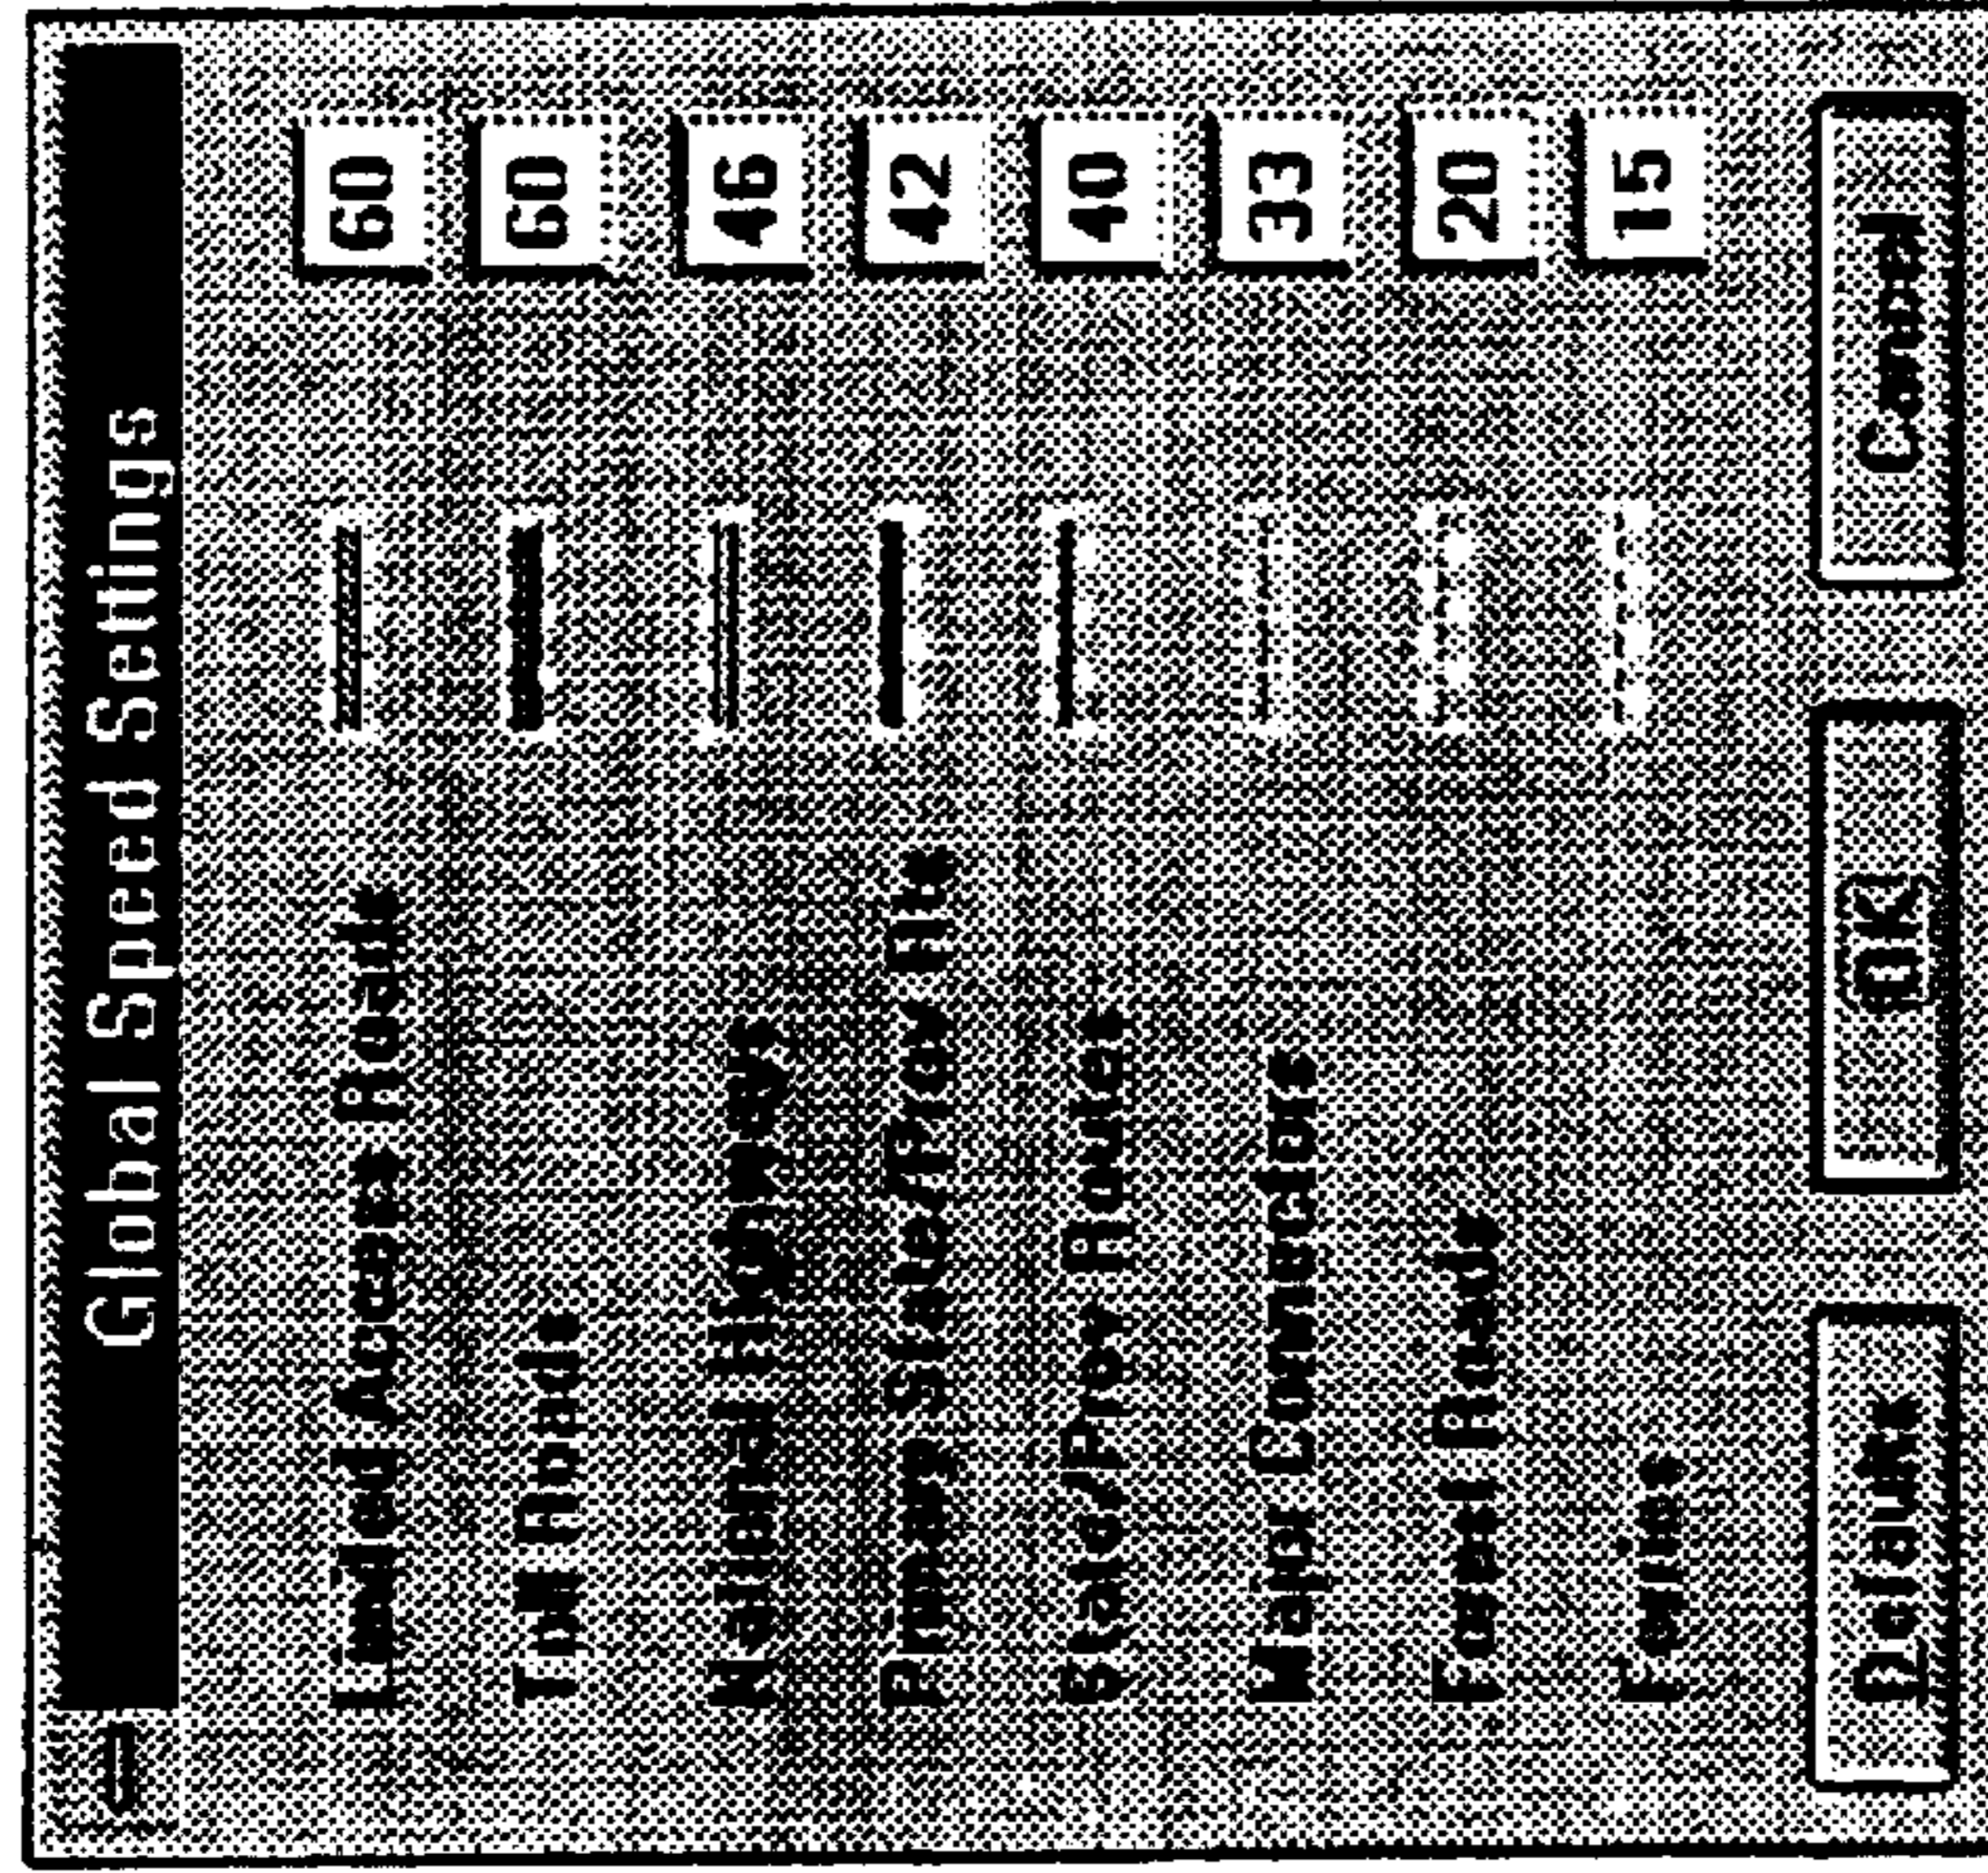 Global Speed Settings
Limited Access Roads 60
Toll Roads 60
National Highways 46
Primary State/Prov Rts 42
State/Prov Routes 40
Major Connectors 33
Forest Roads 20
Ferries 15
Defaults OK Cancel